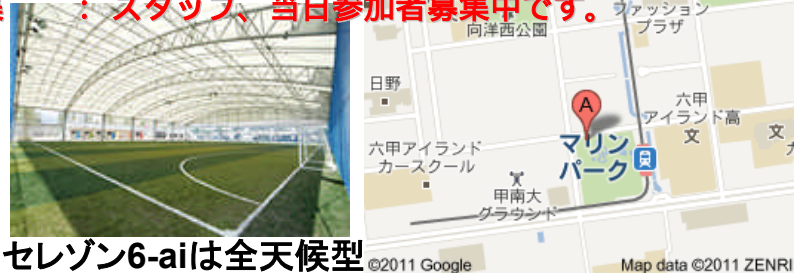 ： スタッフ、当日参加者募集中です。
ファッション
プラザ
向洋西公園
日野
六甲
アイランド高
文
文
六甲アイランド
カースクール
マリン
パーク
甲南大
グラウンド
セレゾン6-aiは全天候型
©2011 Google
Map data ©2011 ZENRI